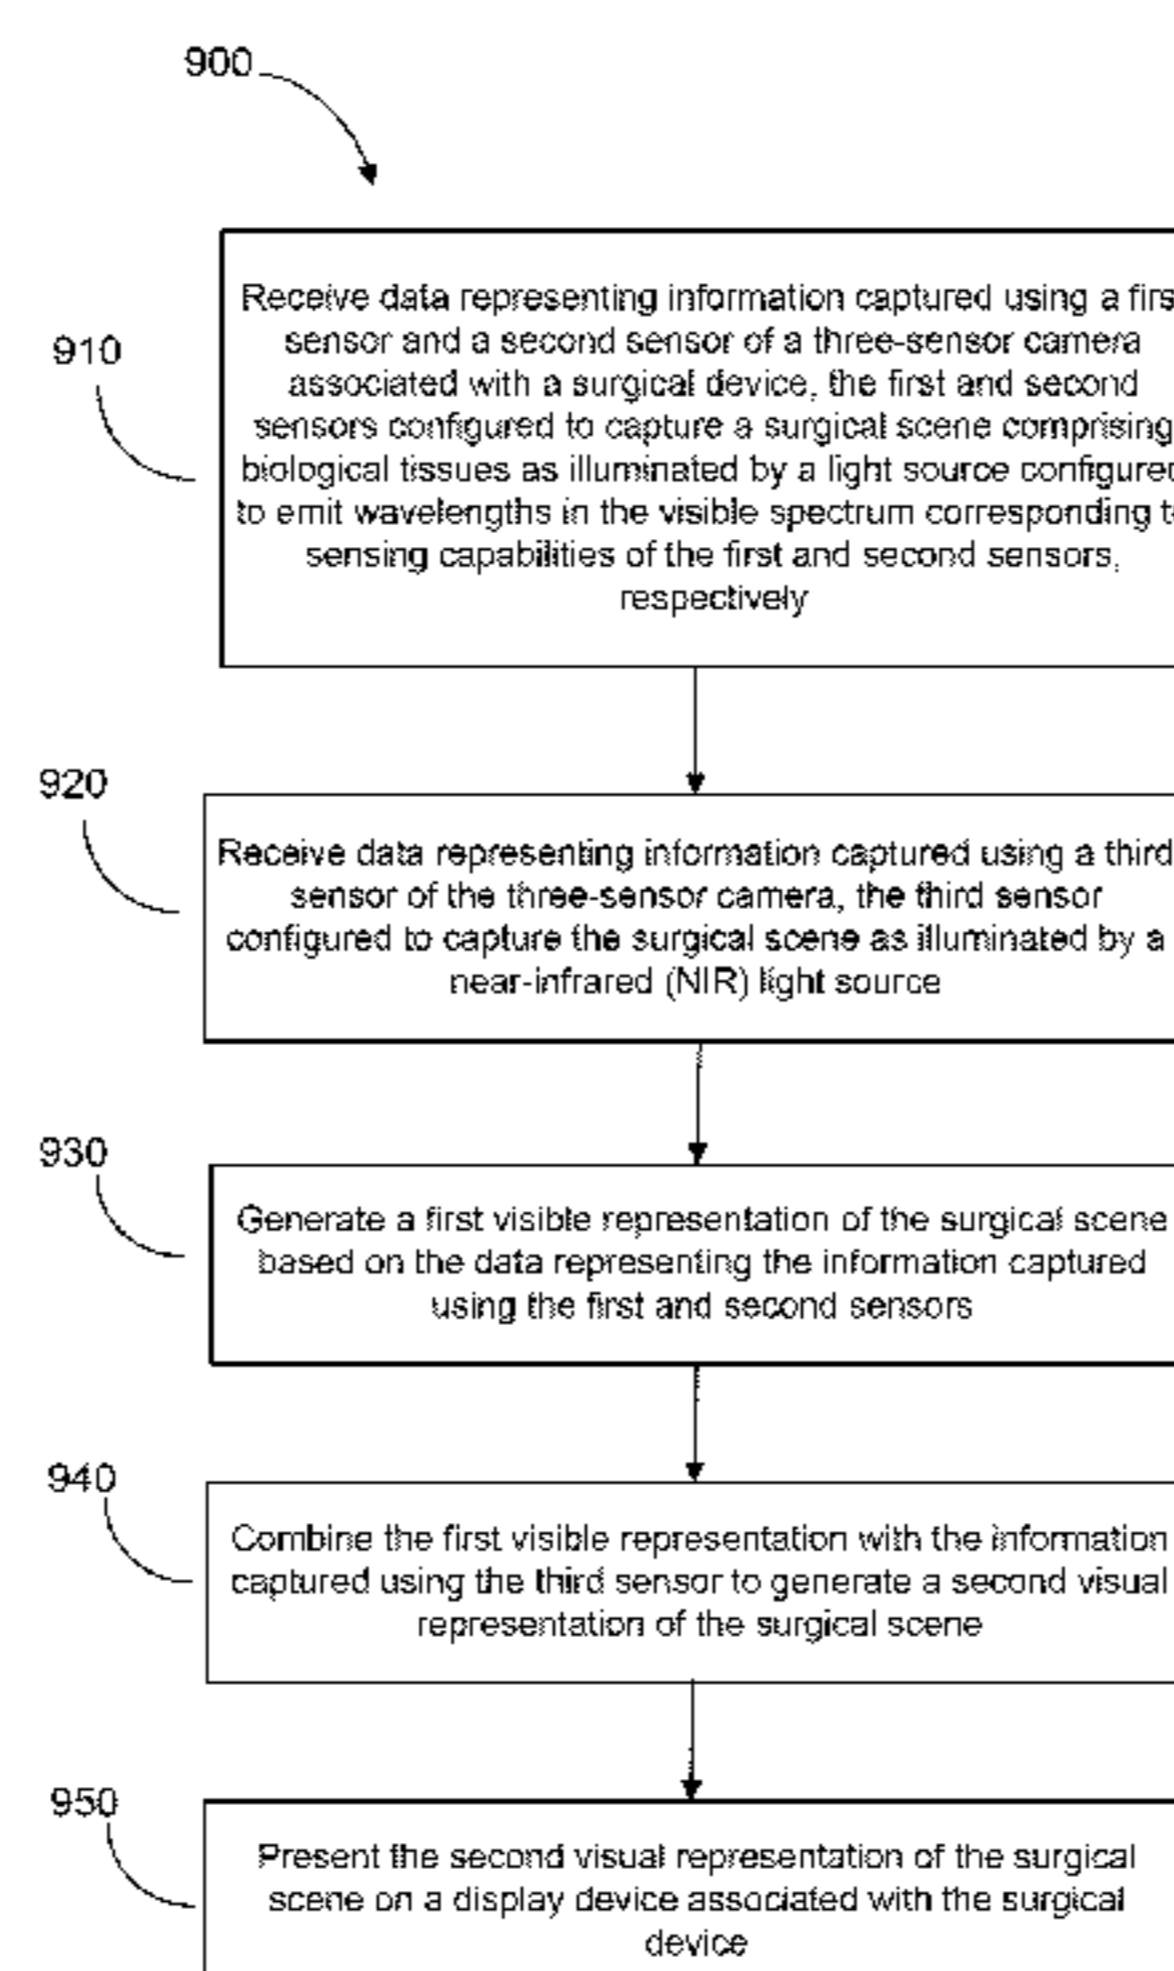 900
910
Receive data representing information captured using a firs
sensor and a second sensor of a three-sensor camera
associated with a surgical device, the first and second
sensors configured to capture a surgical scene comprising
biological tissues as illuminated by a light source configured
to emit wavelengths in the visible spectrum corresponding to
sensing capabilities of the first and second sensors,
respectively
920
Receive data representing information captured using a third
sensor of the three-sensor camera, the third sensor
configured to capture the surgical scene as illuminated by a
near-infrared (NIR) light source
930
Generate a first visible representation of the surgical scene
based on the data representing the information captured
using the first and second sensors
940
Combine the first visible representation with the information
captured using the third sensor to generate a second visual
representation of the surgical scene
950
Present the second visual representation of the surgical
scene on a display device associated with the surgical
device